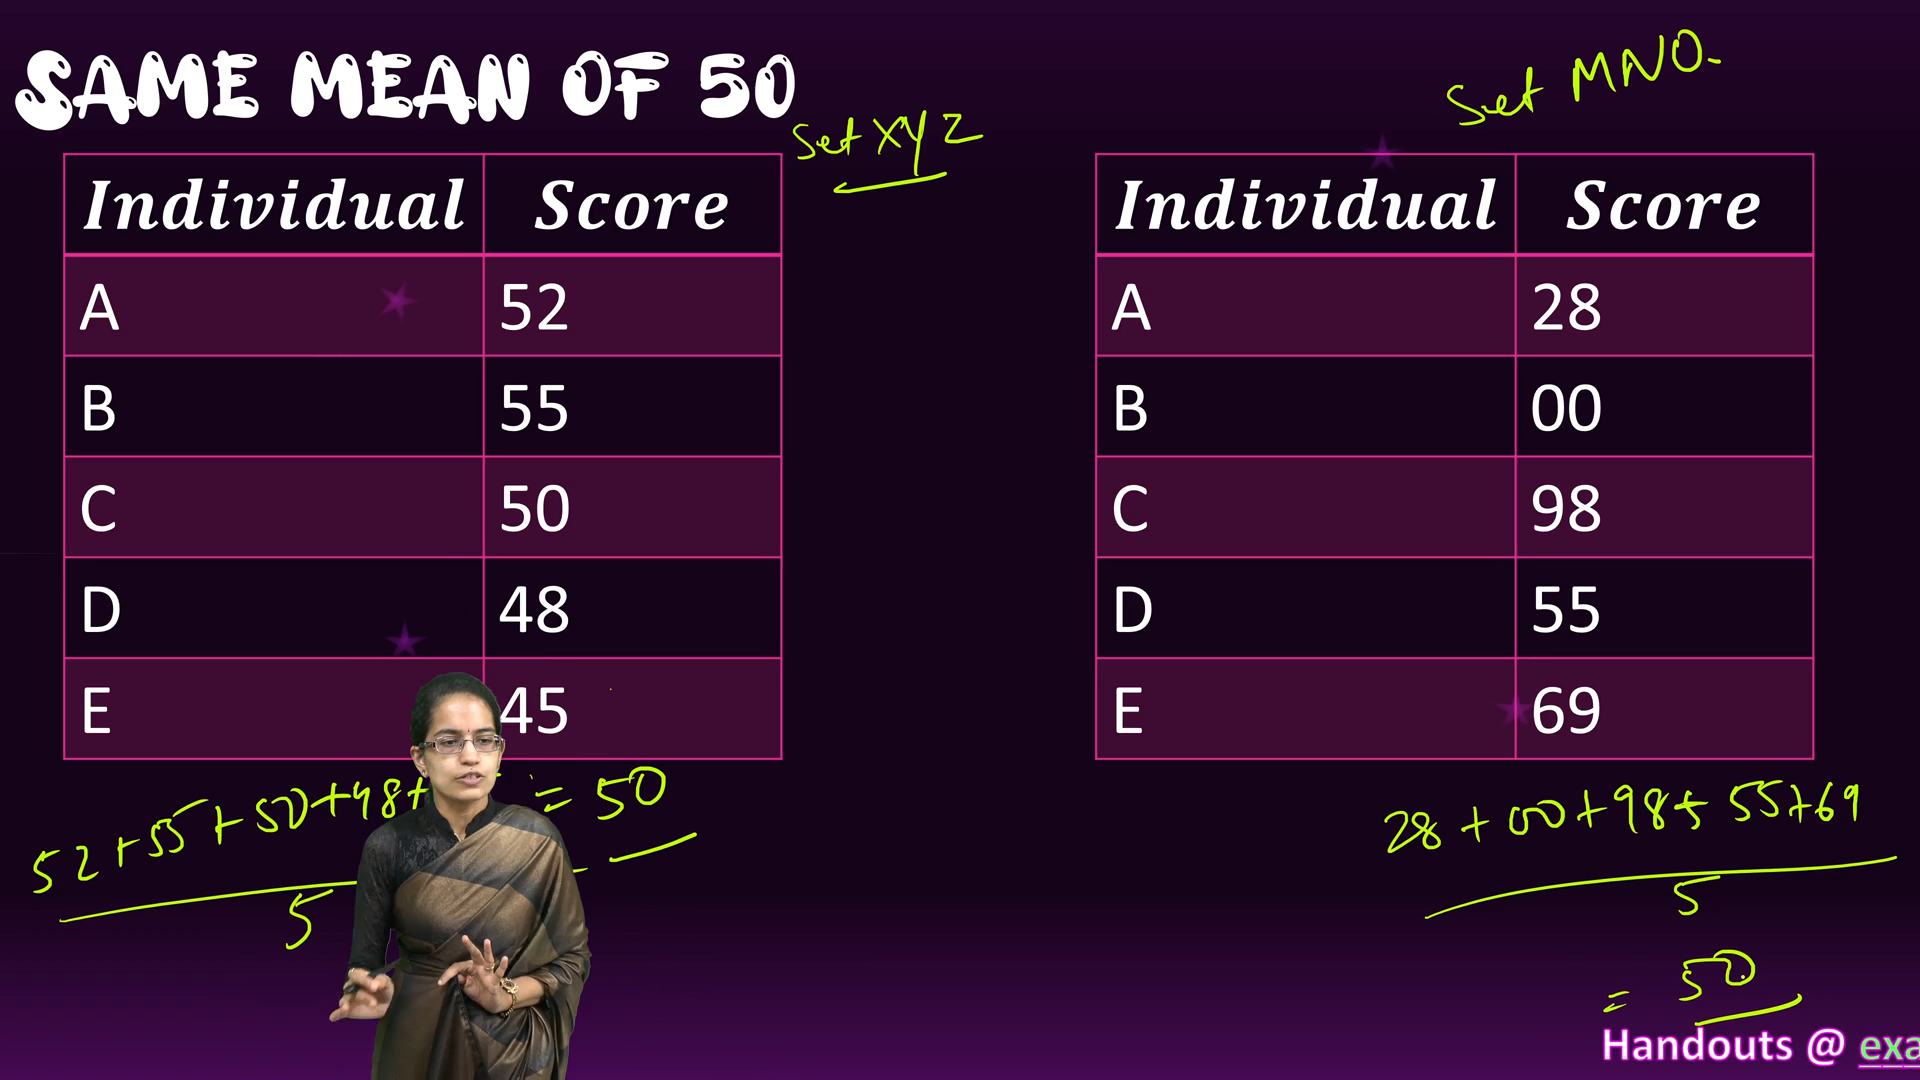 SAME MEAN OF 50
Set XYZ
Set MNO
Individual Score
A 52
B 55
C 50
D 48
E 45
52+55+50+48+ = 50
5
Individual Score
A 28
B 00
C 98
D 55
E 69
28+00+98+55+69
5
= 50
Handouts @ exa